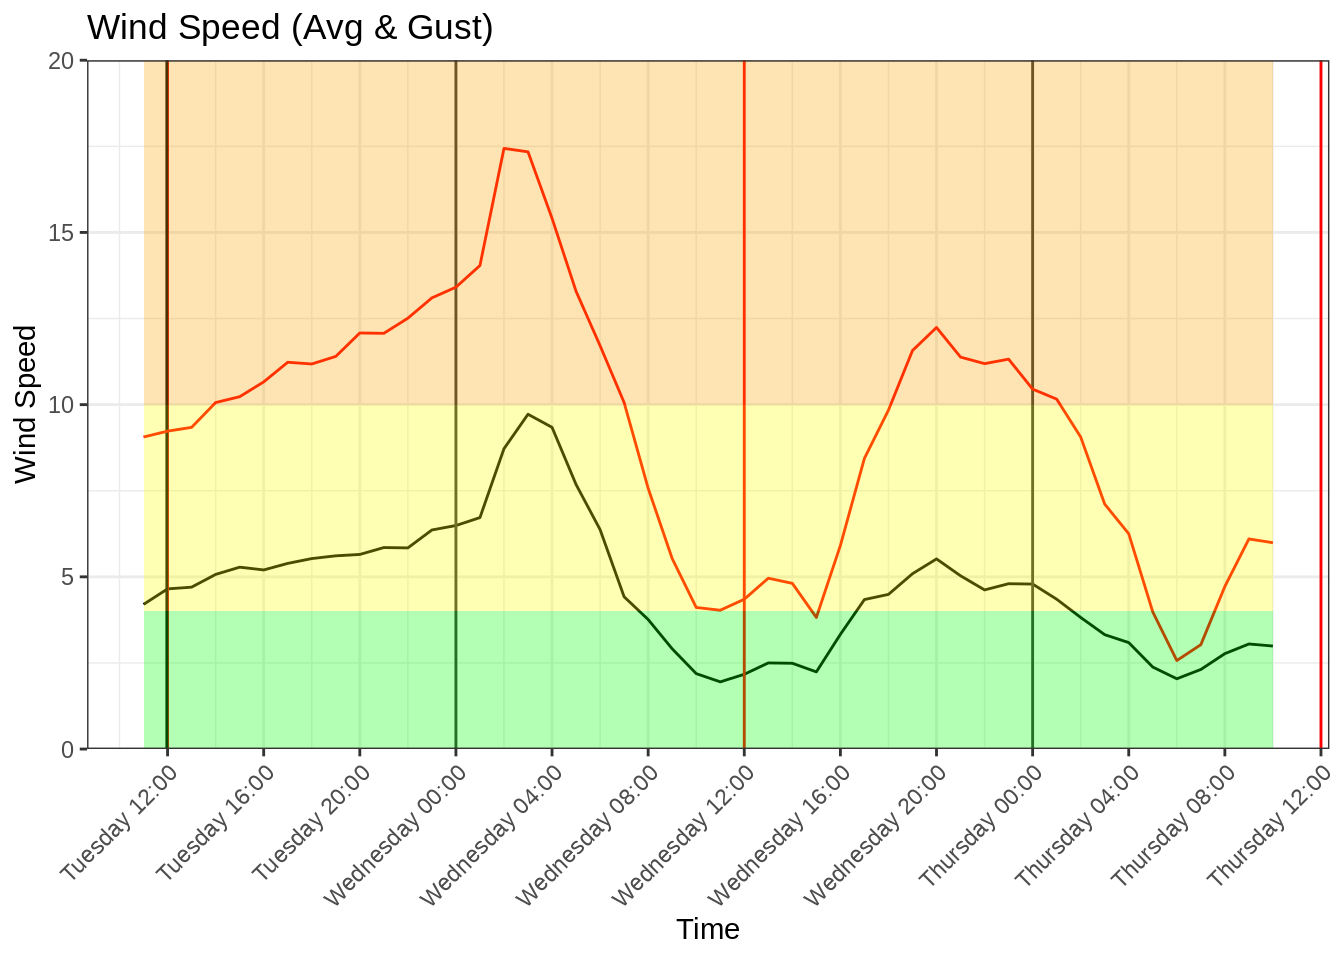 Wind Speed (Avg & Gust)
20
15
10
5
0
Wind Speed
Tuesday 12:00
Tuesday 16:00
Tuesday 20:00
Wednesday 00:00
Wednesday 04:00
Wednesday 08:00
Wednesday 12:00
Wednesday 16:00
Wednesday 20:00
Thursday 00:00
Thursday 04:00
Thursday 08:00
Thursday 12:00
Time